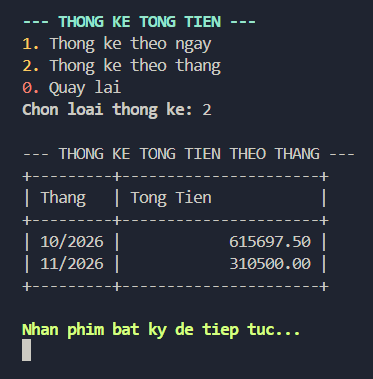 --- THONG KE TONG TIEN ---
1. Thong ke theo ngay
2. Thong ke theo thang
0. Quay lai
Chon loai thong ke: 2
--- THONG KE TONG TIEN THEO THANG ---
+---------+----------------------+
| Thang   | Tong Tien            |
+---------+----------------------+
| 10/2026 |            615697.50 |
| 11/2026 |            310500.00 |
+---------+----------------------+
Nhan phim bat ky de tiep tuc...